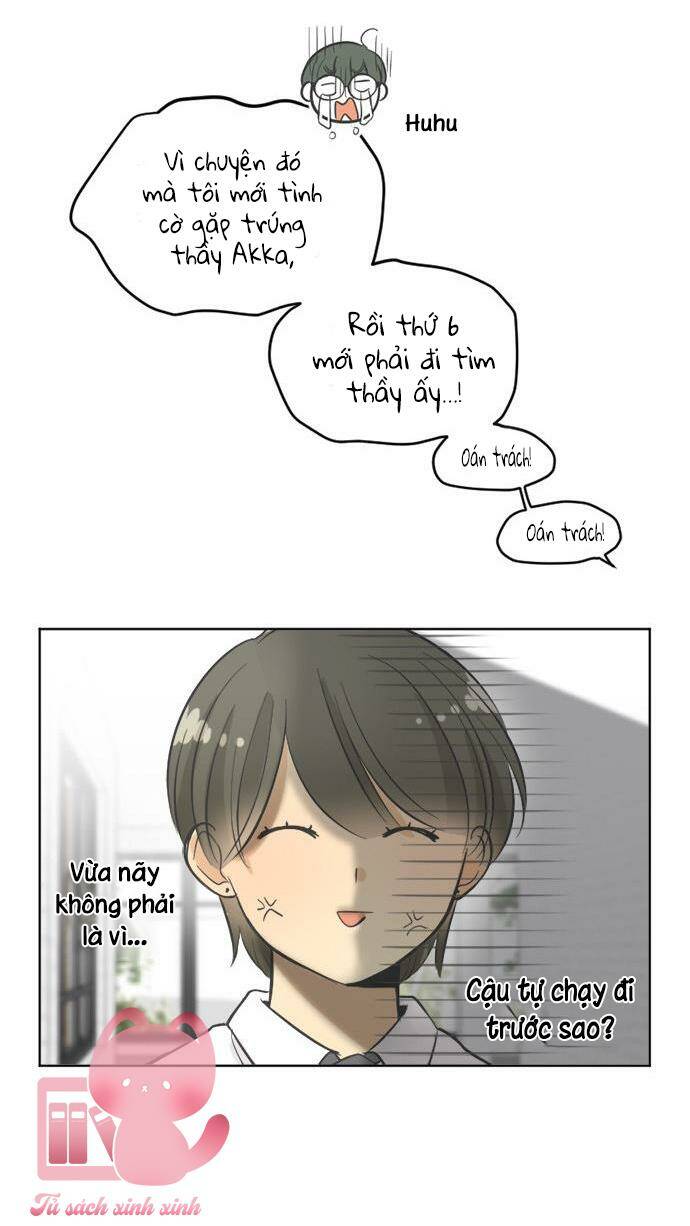 Huhu
Vì chuyện đó
mà tôi mới tình
cờ gặp trúng
thầy Akka,
Rồi thứ 6
mới phải đi tìm
thầy ấy...!
Oán trách!
Oán trách!
Vừa nãy
không phải
là vì...
Cậu tự chạy đi
trước sao?
Tủ sách xinh xinh